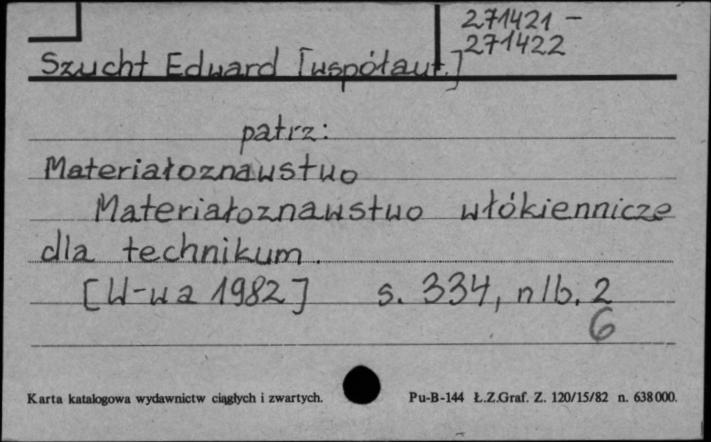 271421 –
271422
Szucht Edward [współaut.]
patrz:
Materiałoznawstwo
Materiałoznawstwo włókiennicze
dla technikum.
[W-wa 1982] s. 334, nlb. 2
6
Karta katalogowa wydawnictw ciągłych i zwartych. Pu-B-144 Ł.Z.Graf. Z. 120/15/82 n. 638000.